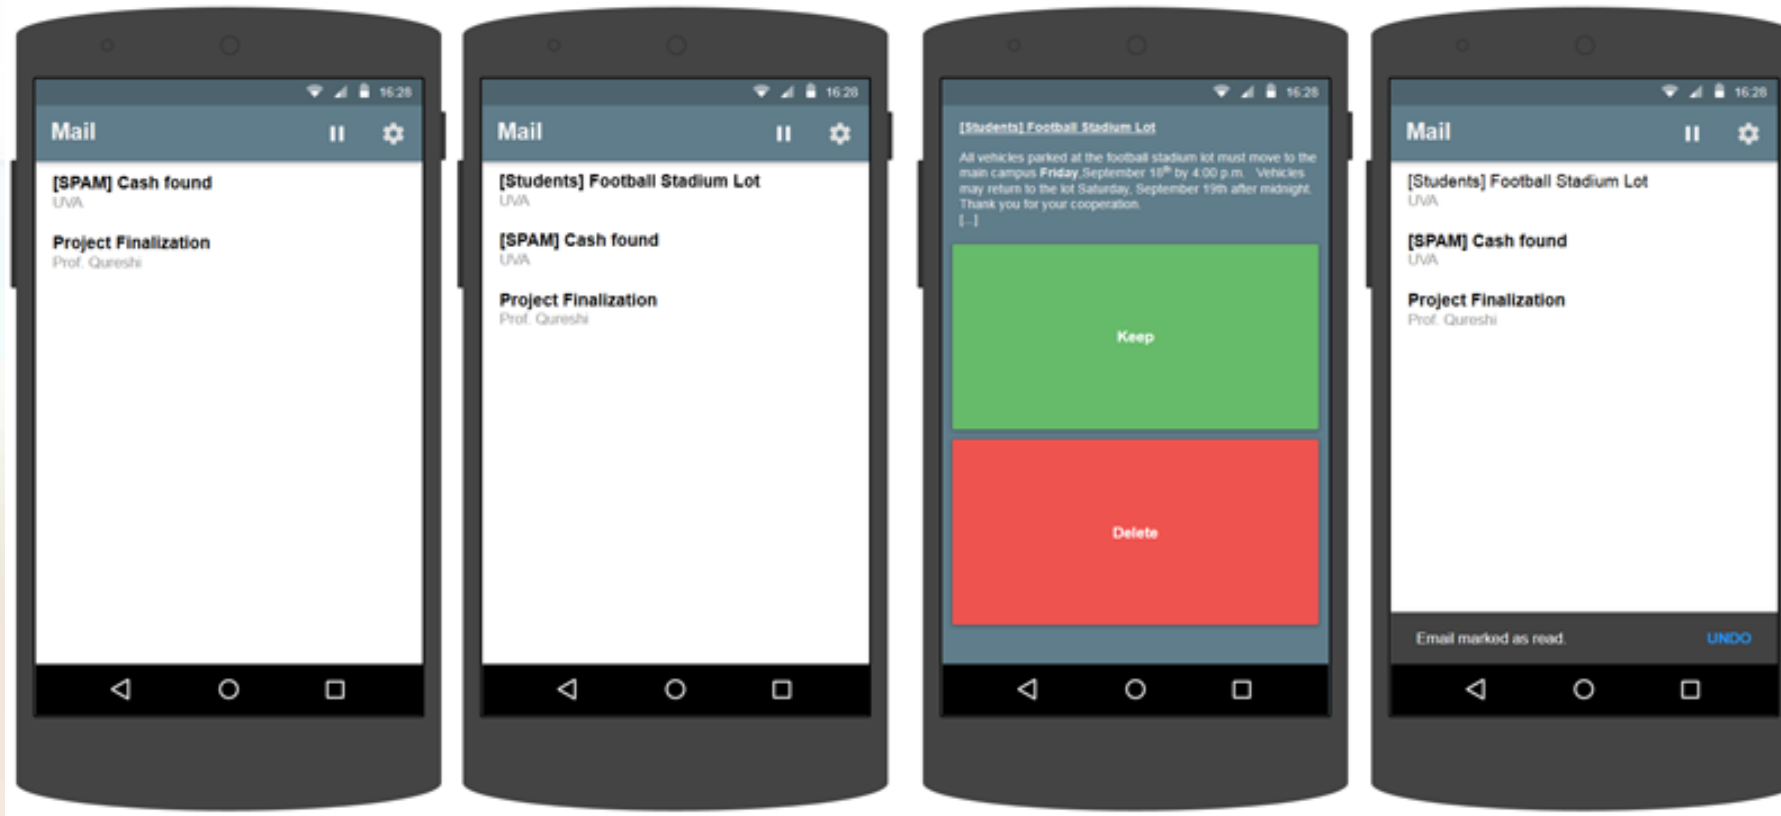 16:28
Mail
[SPAM] Cash found
UVA
Project Finalization
Prof. Qureshi
16:28
Mail
[Students] Football Stadium Lot
UVA
[SPAM] Cash found
UVA
Project Finalization
Prof. Qureshi
16:28
[Students] Football Stadium Lot
All vehicles parked at the football stadium lot must move to the
main campus Friday,September 18th by 4:00 p.m. Vehicles
may return to the lot Saturday, September 19th after midnight.
Thank you for your cooperation.
[...]
Keep
Delete
16:28
Mail
[Students] Football Stadium Lot
UVA
[SPAM] Cash found
UVA
Project Finalization
Prof. Qureshi
Email marked as read.
UNDO